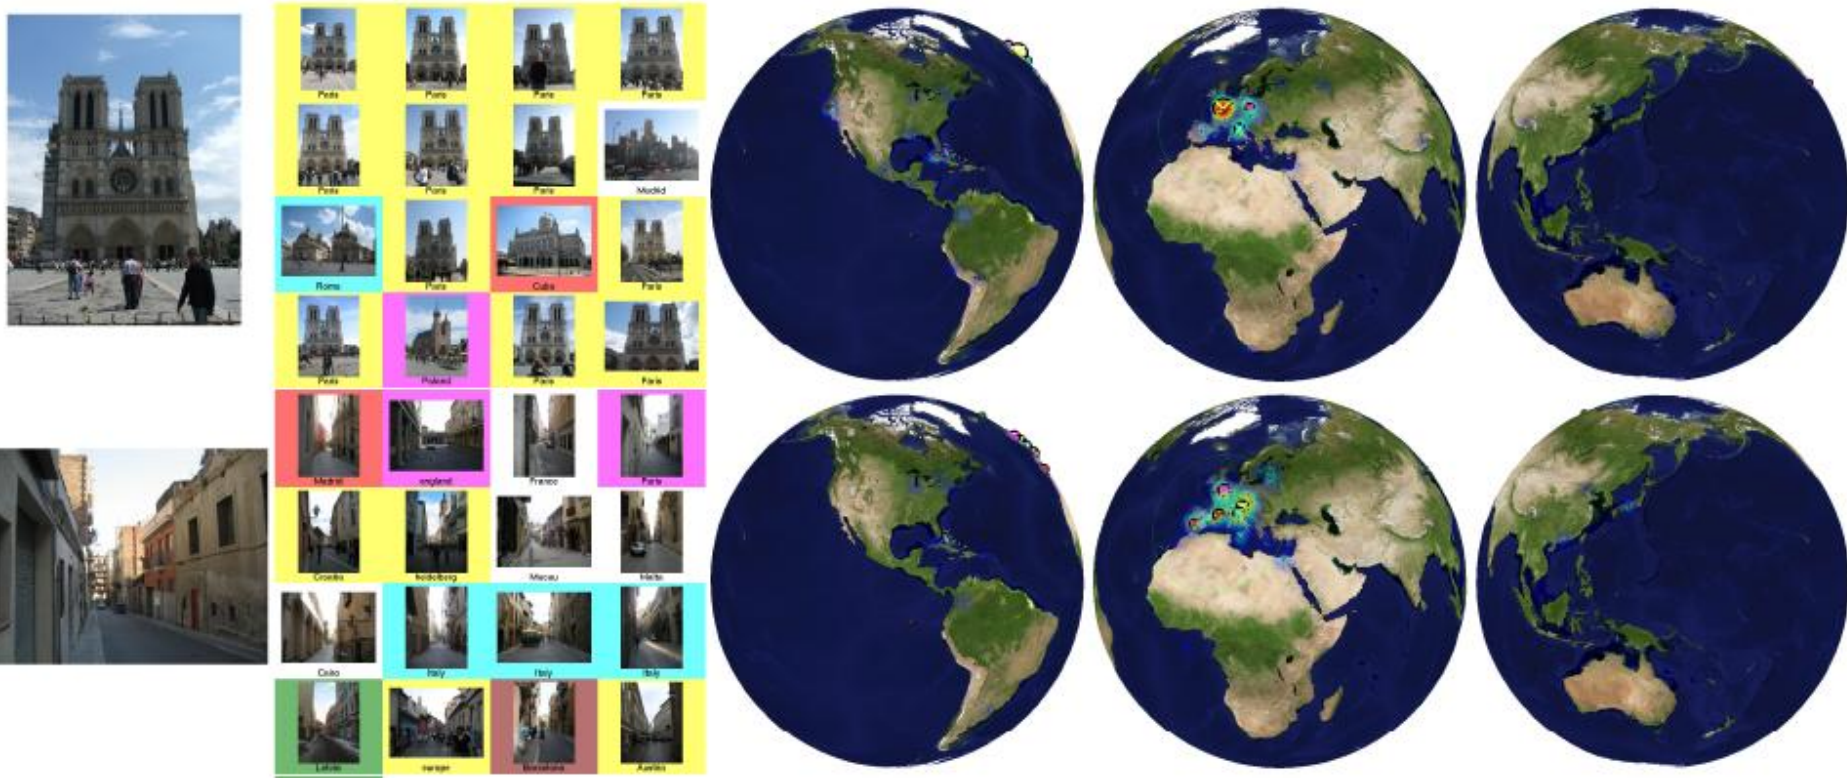 Paris Paris Paris Paris
Paris Paris Paris Madrid
Rome Paris Cuba Paris
Paris Poland Paris Paris
Madrid england France Paris
Croatia heidelberg Macau Malta
Cairo Italy Italy Italy
Latvia europe Barcelona Austria